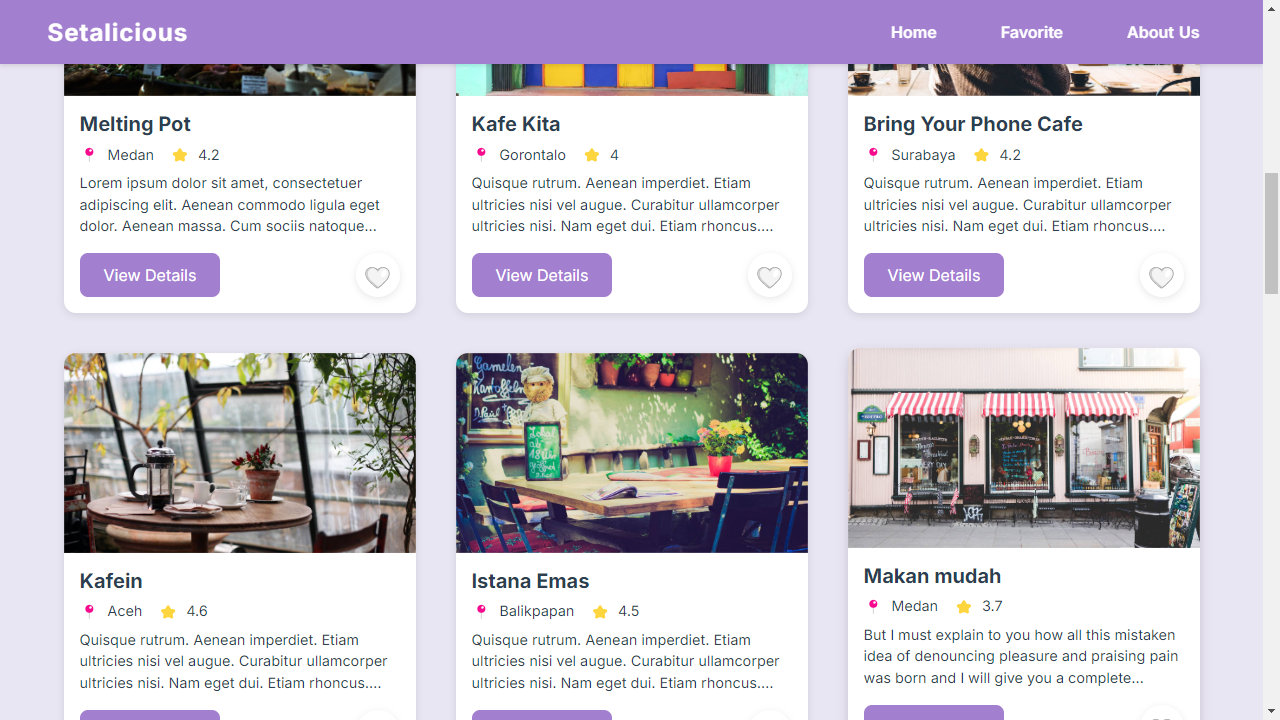 Setalicious
Home
Favorite
About Us
Melting Pot
Medan 4.2
Lorem ipsum dolor sit amet, consectetuer
adipiscing elit. Aenean commodo ligula eget
dolor. Aenean massa. Cum sociis natoque...
View Details
Kafe Kita
Gorontalo 4
Quisque rutrum. Aenean imperdiet. Etiam
ultricies nisi vel augue. Curabitur ullamcorper
ultricies nisi. Nam eget dui. Etiam rhoncus....
View Details
Bring Your Phone Cafe
Surabaya 4.2
Quisque rutrum. Aenean imperdiet. Etiam
ultricies nisi vel augue. Curabitur ullamcorper
ultricies nisi. Nam eget dui. Etiam rhoncus....
View Details
Kafein
Aceh 4.6
Quisque rutrum. Aenean imperdiet. Etiam
ultricies nisi vel augue. Curabitur ullamcorper
ultricies nisi. Nam eget dui. Etiam rhoncus....
Istana Emas
Balikpapan 4.5
Quisque rutrum. Aenean imperdiet. Etiam
ultricies nisi vel augue. Curabitur ullamcorper
ultricies nisi. Nam eget dui. Etiam rhoncus....
Makan mudah
Medan 3.7
But I must explain to you how all this mistaken
idea of denouncing pleasure and praising pain
was born and I will give you a complete...